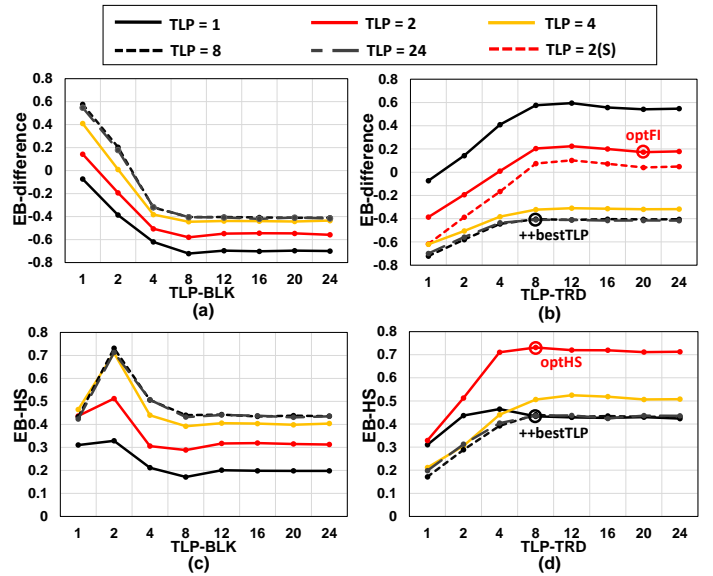 TLP = 1 TLP = 2 TLP = 4
TLP = 8 TLP = 24 TLP = 2(S)
EB-difference
0.8
0.6
0.4
0.2
0
-0.2
-0.4
-0.6
-0.8
1 2 4 8 12 16 20 24
TLP-BLK
(a)
EB-difference
0.8
0.6
0.4
0.2
0
-0.2
-0.4
-0.6
-0.8
optFI
++bestTLP
1 2 4 8 12 16 20 24
TLP-TRD
(b)
EB-HS
0.8
0.7
0.6
0.5
0.4
0.3
0.2
0.1
0
1 2 4 8 12 16 20 24
TLP-BLK
(c)
EB-HS
0.8
0.7
0.6
0.5
0.4
0.3
0.2
0.1
0
optHS
++bestTLP
1 2 4 8 12 16 20 24
TLP-TRD
(d)